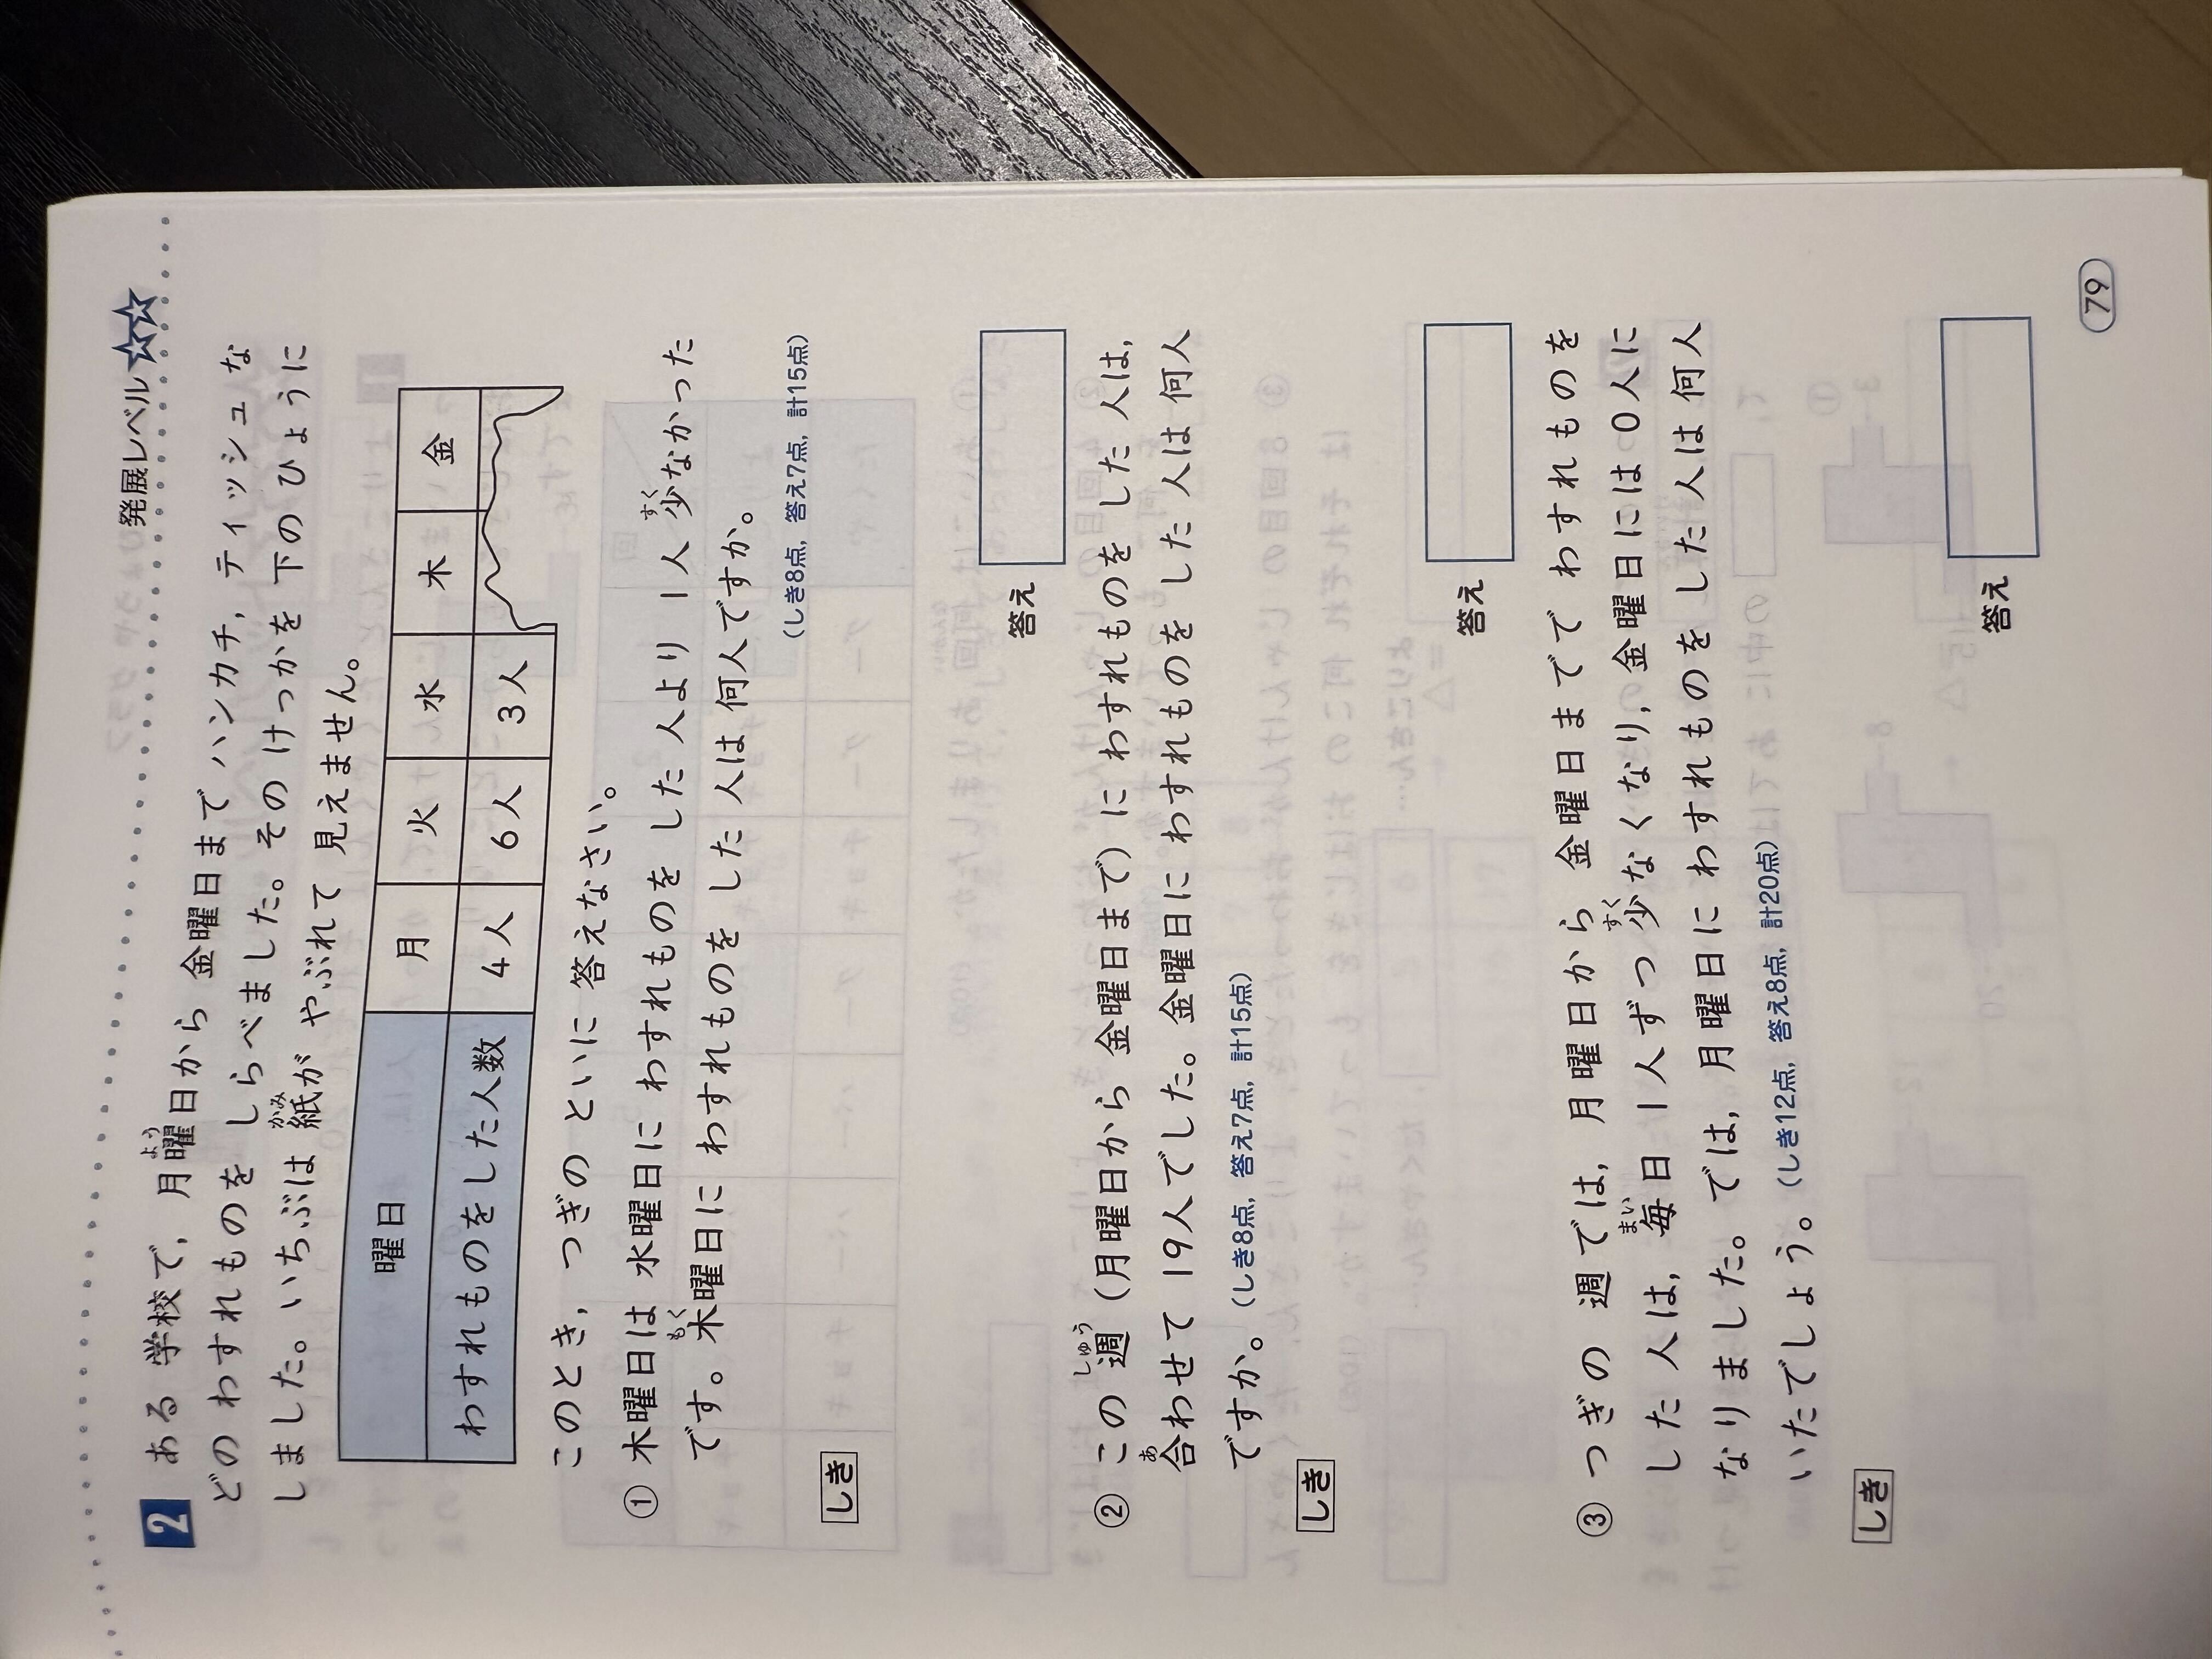 発展レベル☆☆
2 ある 学校で, 月曜日から 金曜日まで ハンカチ, ティッシュ な
よう
どの わすれものを しらべました。その けっかを 下の ひょうに
しました。いちぶは 紙が やぶれて 見えません。
かみ
曜日 月 火 水 木 金
わすれものをした人数 4人 6人 3人
このとき, つぎの といに 答えなさい。
① 木曜日は 水曜日に わすれものを した 人より 1人 少なかった
すく
です。木曜日に わすれものを した 人は 何人ですか。
もく
(しき8点, 答え7点, 計15点)
しき
答え
② この 週 (月曜日から 金曜日まで) に わすれものを した 人は,
しゅう
合わせて 19人でした。金曜日に わすれものを した 人は 何人
あ
ですか。(しき8点, 答え7点, 計15点)
しき
答え
③ つぎの 週では, 月曜日から 金曜日まで わすれものを
した 人は, 毎日 1人ずつ 少なくなり, 金曜日には 0人に
まい
すく
なりました。では, 月曜日に わすれものを した 人は 何人
いたでしょう。(しき12点, 答え8点, 計20点)
しき
答え
79